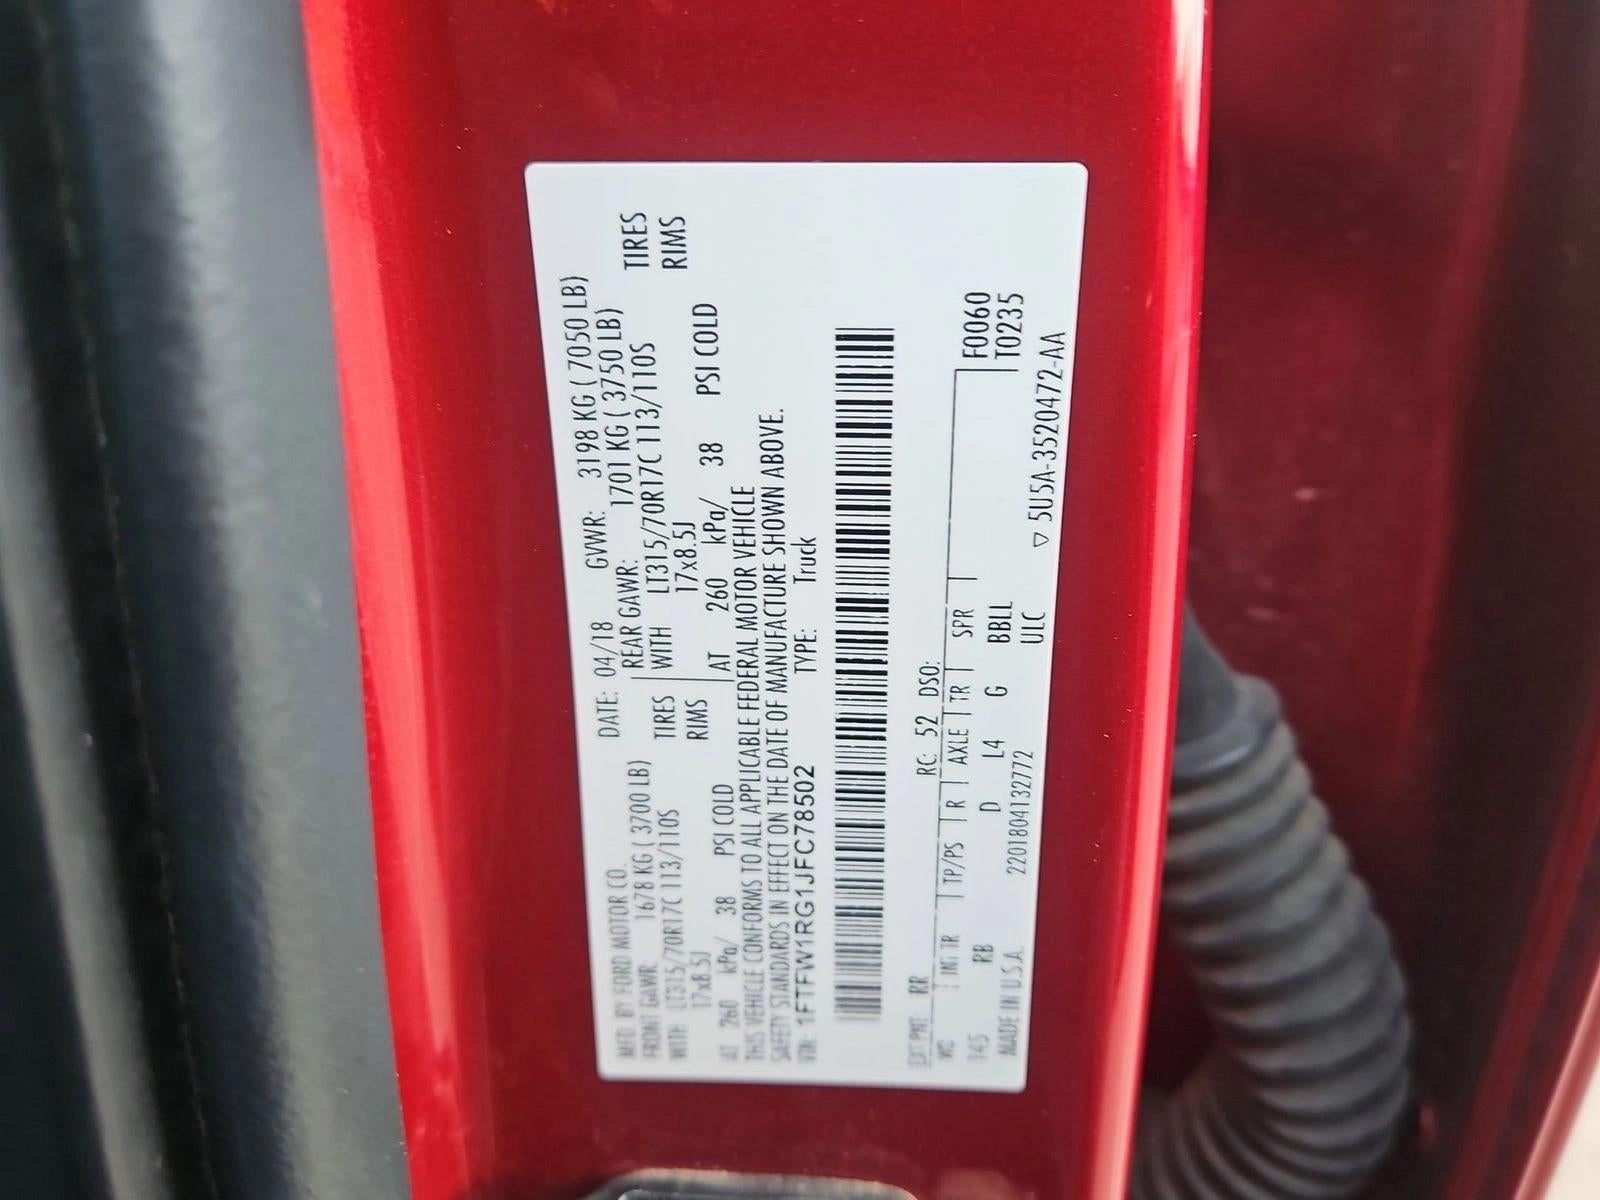 MFD. BY FORD MOTOR CO. DATE: 04/18 GVWR: 3198 KG ( 7050 LB)
FRONT GAWR: 1678 KG ( 3700 LB) REAR GAWR: 1701 KG ( 3750 LB)
WITH LT315/70R17C 113/110S TIRES WITH LT315/70R17C 113/110S TIRES
17x8.5J RIMS 17x8.5J RIMS
AT 260 kPa/ 38 PSI COLD AT 260 kPa/ 38 PSI COLD
THIS VEHICLE CONFORMS TO ALL APPLICABLE FEDERAL MOTOR VEHICLE
SAFETY STANDARDS IN EFFECT ON THE DATE OF MANUFACTURE SHOWN ABOVE.
VIN: 1FTFW1RG1JFC78502 TYPE: Truck
EXT PNT: RR RC: 52 DSO: F0060
WB INT TR TP/PS R AXLE TR SPR T0235
145 RB D L4 G BBLL
MADE IN U.S.A. 2201804132772 ULC
▽ 5U5A-3520472-AA